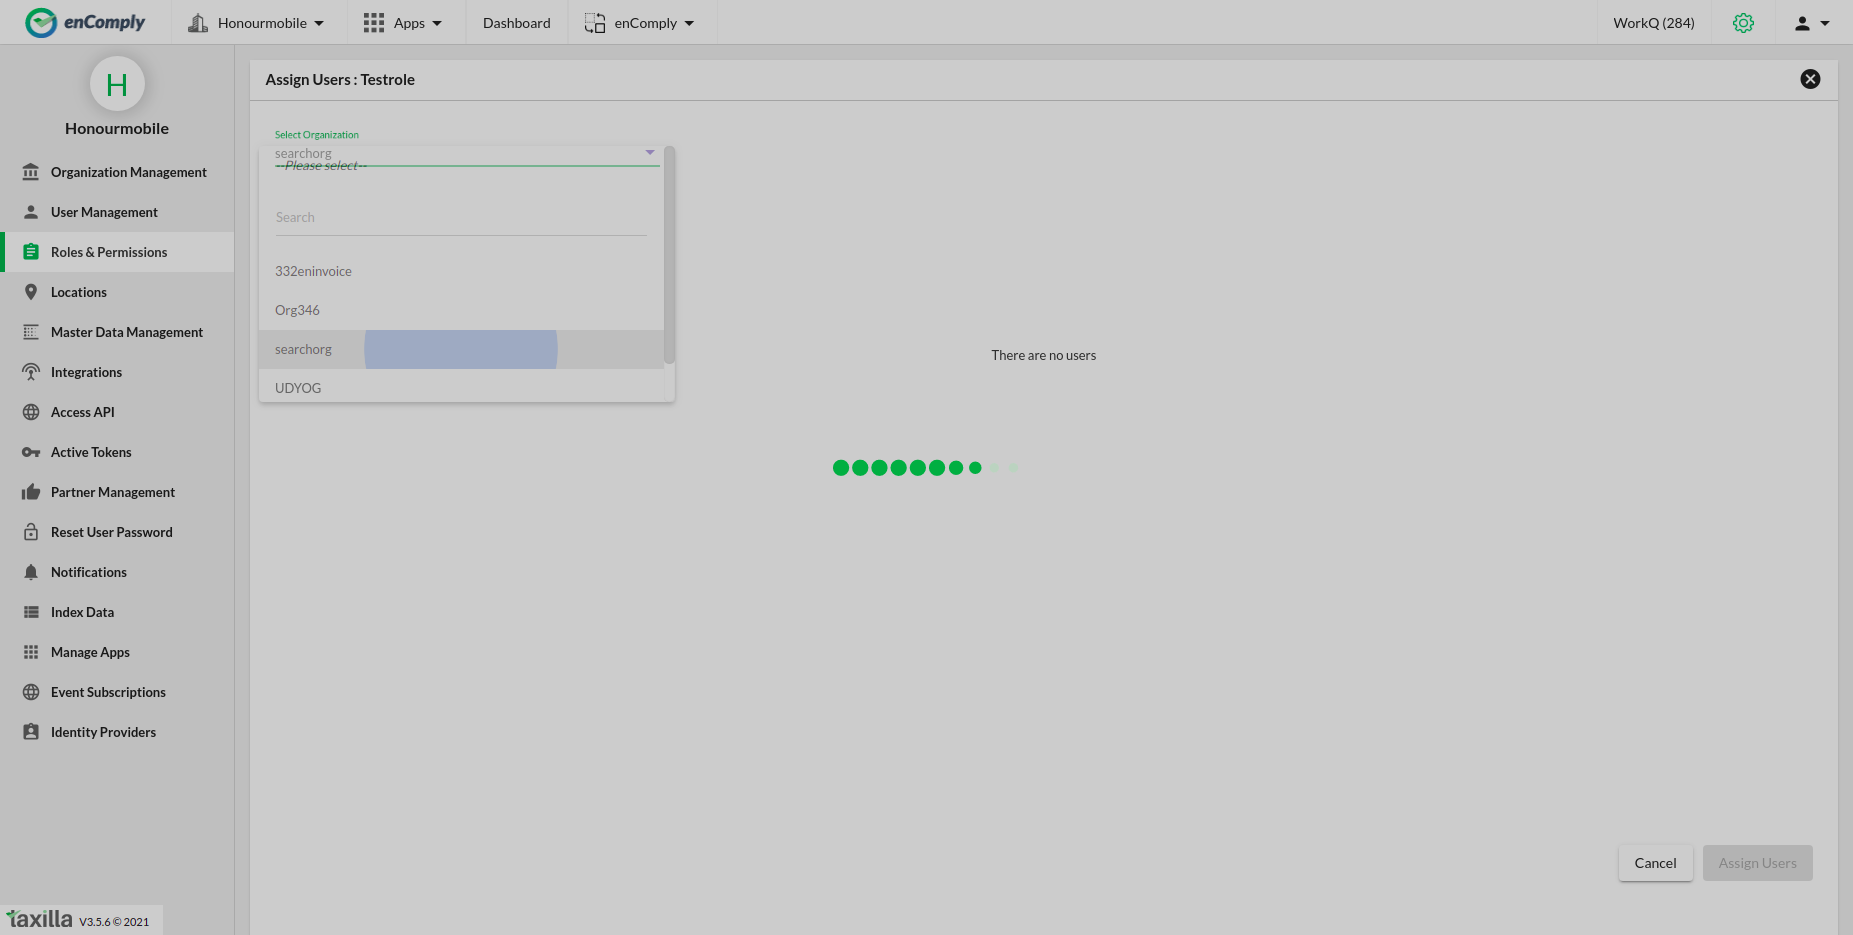 enComply
Honourmobile
Apps
Dashboard
enComply
WorkQ (284)
H
Honourmobile
Organization Management
User Management
Roles & Permissions
Locations
Master Data Management
Integrations
Access API
Active Tokens
Partner Management
Reset User Password
Notifications
Index Data
Manage Apps
Event Subscriptions
Identity Providers
taxilla V3.5.6 © 2021
Assign Users : Testrole
Select Organization
searchorg
--Please select--
Search
332eninvoice
Org346
searchorg
UDYOG
There are no users
Cancel
Assign Users